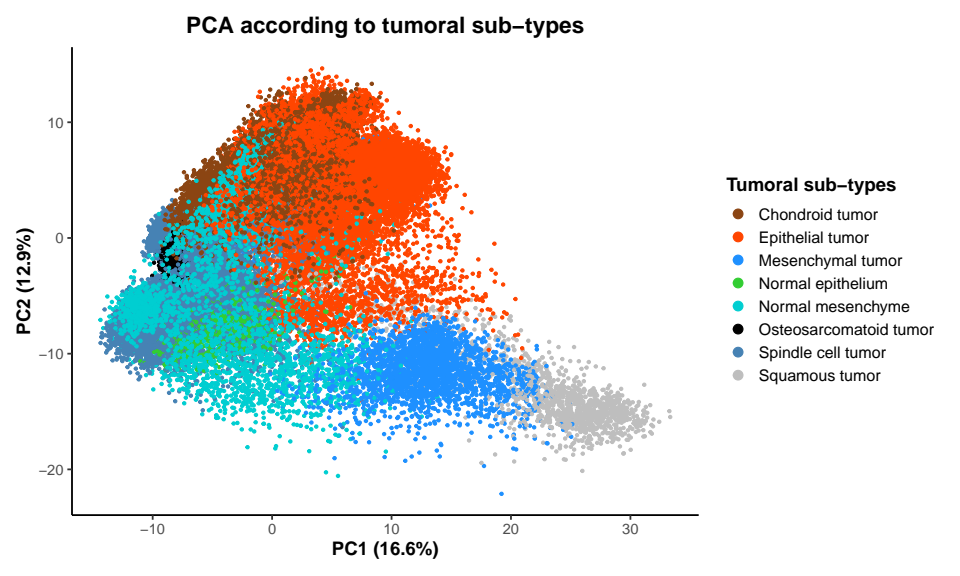 PCA according to tumoral sub−types
PC2 (12.9%)
10
0
−10
−20
−10
0
10
20
30
PC1 (16.6%)
Tumoral sub−types
Chondroid tumor
Epithelial tumor
Mesenchymal tumor
Normal epithelium
Normal mesenchyme
Osteosarcomatoid tumor
Spindle cell tumor
Squamous tumor